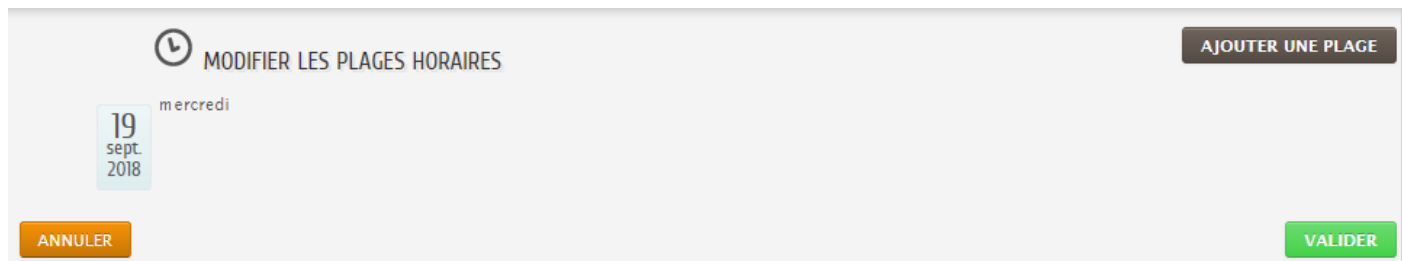 MODIFIER LES PLAGES HORAIRES
AJOUTER UNE PLAGE
mercredi
19
sept.
2018
ANNULER
VALIDER